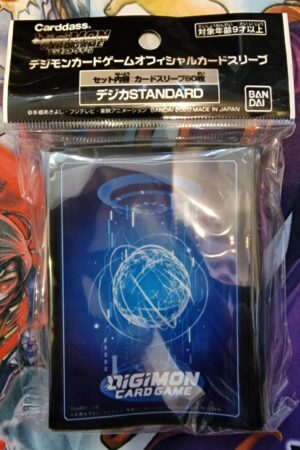 Carddass.
DIGIMON
CARD GAME
対象年齢9才以上
デジモンカードゲームオフィシャルカードスリーブ
セット内容 カードスリーブ60枚
デジカSTANDARD
BAN
DAI
©本郷あきよし・フジテレビ・東映アニメーション BANDAI 2020 MADE IN JAPAN
DIGIMON
CARD GAME